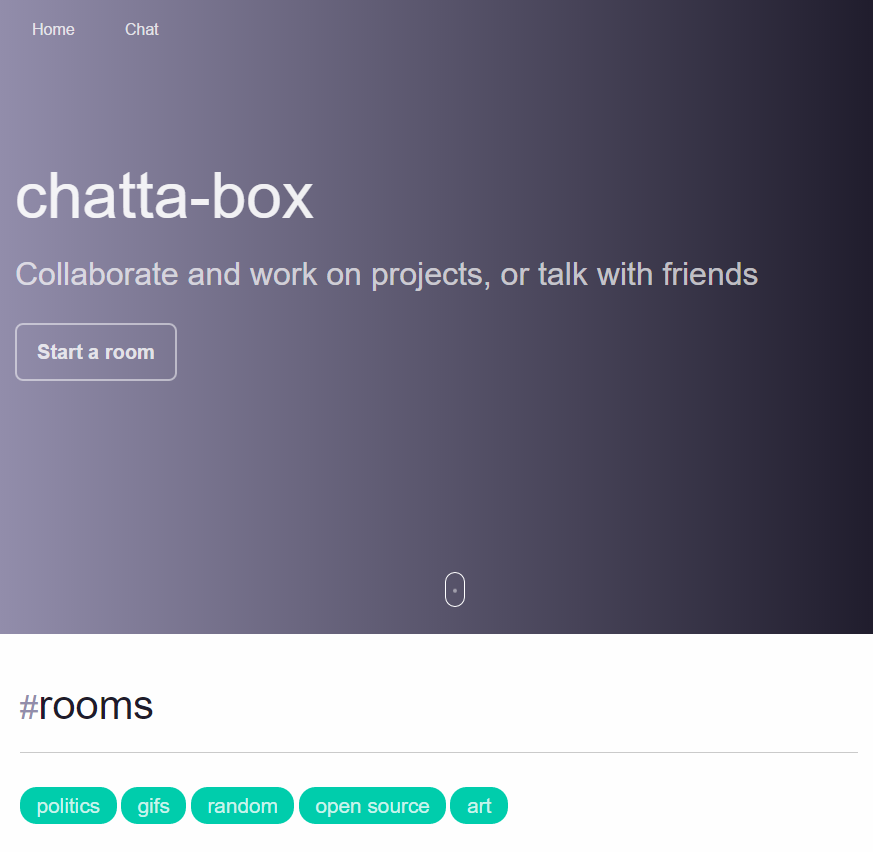 Home Chat
chatta-box
Collaborate and work on projects, or talk with friends
Start a room
#rooms
politics gifs random open source art